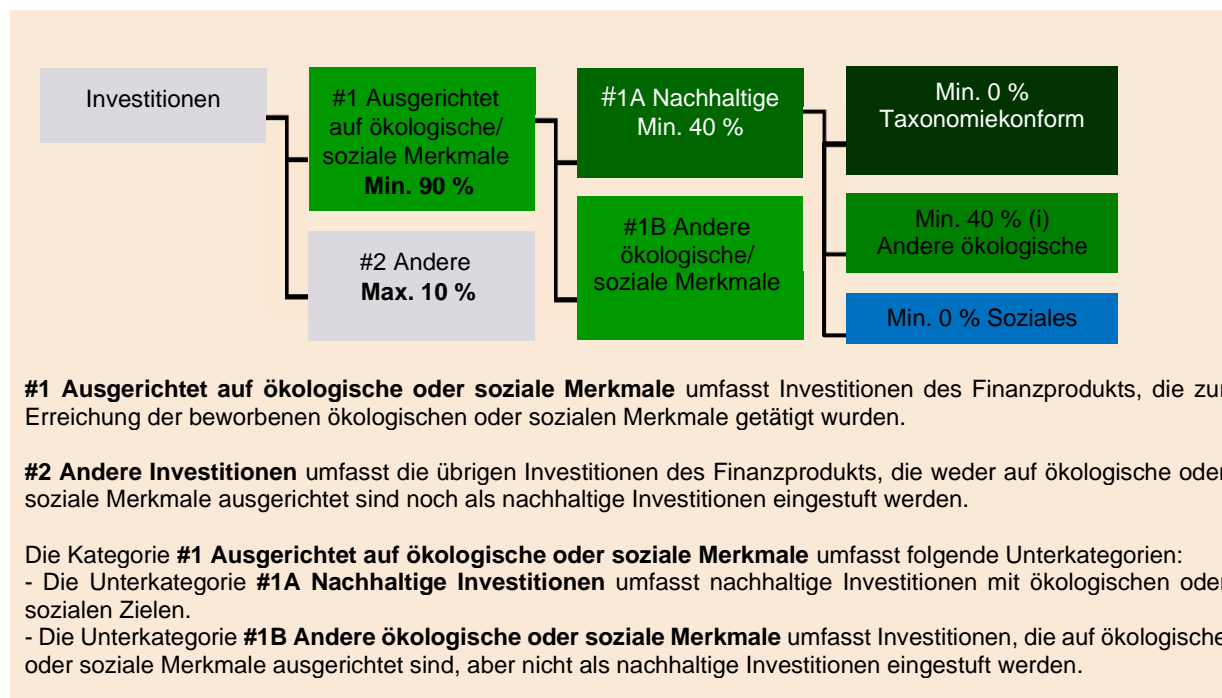 Investitionen
#1 Ausgerichtet
auf ökologische/
soziale Merkmale
Min. 90 %
#2 Andere
Max. 10 %
#1A Nachhaltige
Min. 40 %
#1B Andere
ökologische/
soziale Merkmale
Min. 0 %
Taxonomiekonform
Min. 40 % (i)
Andere ökologische
Min. 0 % Soziales
#1 Ausgerichtet auf ökologische oder soziale Merkmale umfasst Investitionen des Finanzprodukts, die zur
Erreichung der beworbenen ökologischen oder sozialen Merkmale getätigt wurden.
#2 Andere Investitionen umfasst die übrigen Investitionen des Finanzprodukts, die weder auf ökologische oder
soziale Merkmale ausgerichtet sind noch als nachhaltige Investitionen eingestuft werden.
Die Kategorie #1 Ausgerichtet auf ökologische oder soziale Merkmale umfasst folgende Unterkategorien:
- Die Unterkategorie #1A Nachhaltige Investitionen umfasst nachhaltige Investitionen mit ökologischen oder
sozialen Zielen.
- Die Unterkategorie #1B Andere ökologische oder soziale Merkmale umfasst Investitionen, die auf ökologische
oder soziale Merkmale ausgerichtet sind, aber nicht als nachhaltige Investitionen eingestuft werden.